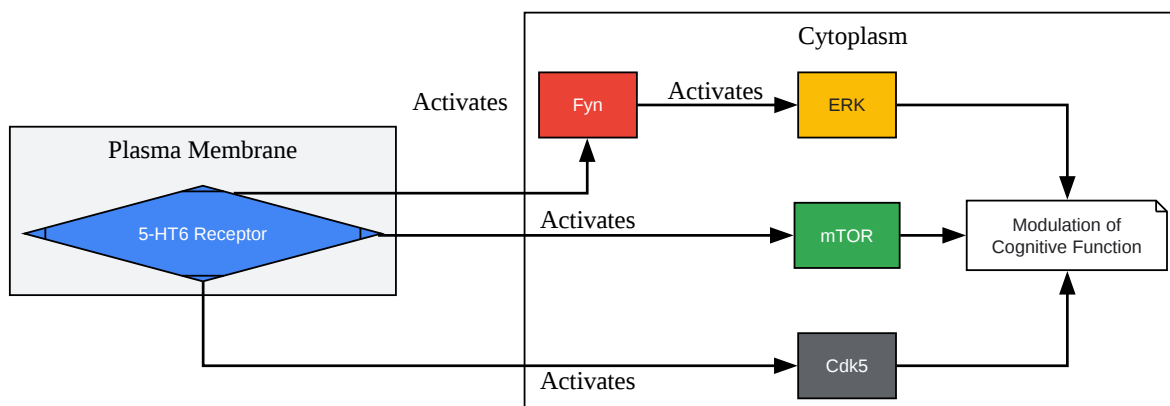 Cytoplasm
Activates
Fyn
Activates
ERK
Plasma Membrane
5-HT6 Receptor
Activates
mTOR
Modulation of
Cognitive Function
Activates
Cdk5